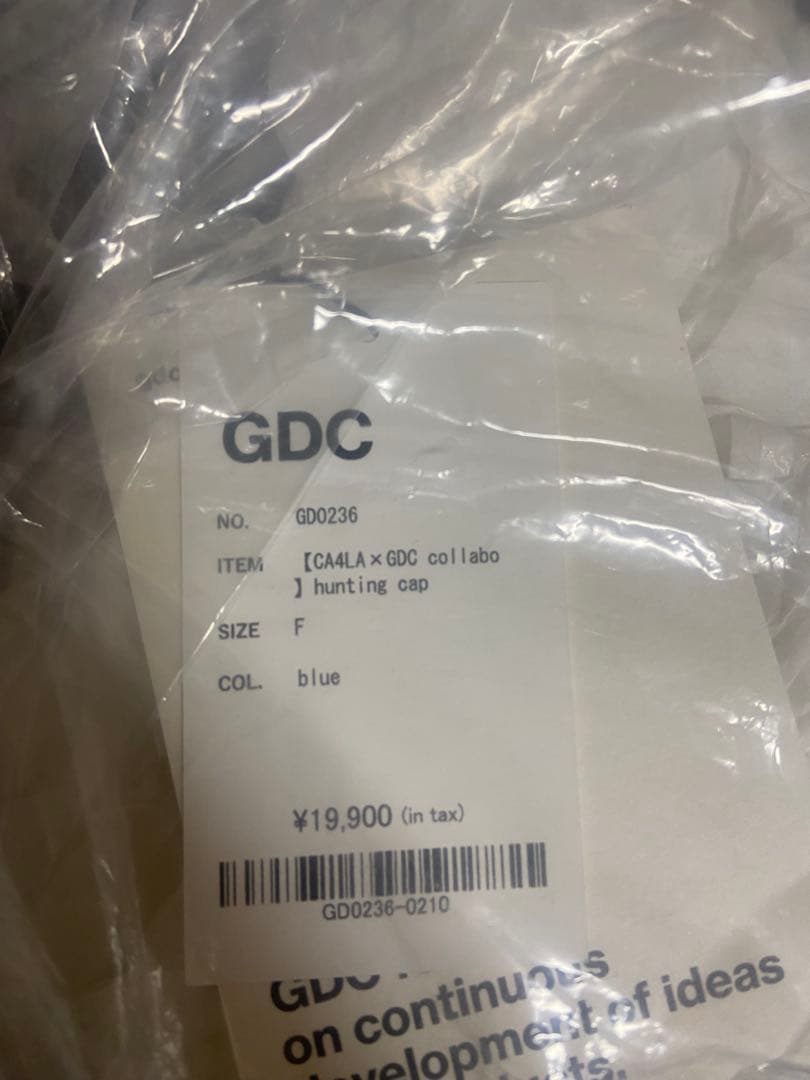 GDC
NO. GD0236
ITEM 【CA4LA×GDC collabo
】hunting cap
SIZE F
COL. blue
¥19,900 (in tax)
GD0236-0210
GDC
on continuous
development of ideas